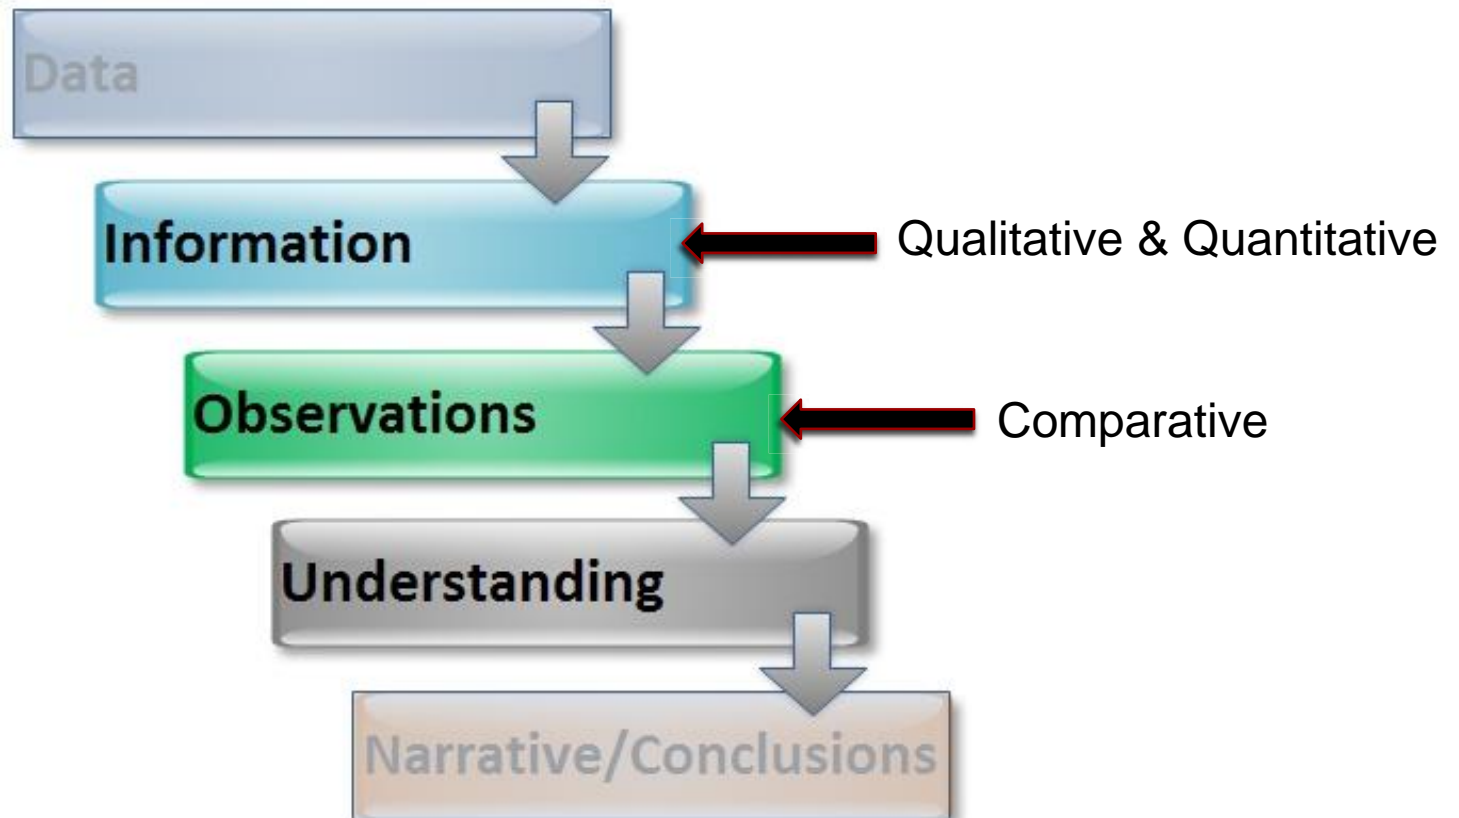 Data
Information
Qualitative & Quantitative
Observations
Comparative
Understanding
Narrative/Conclusions